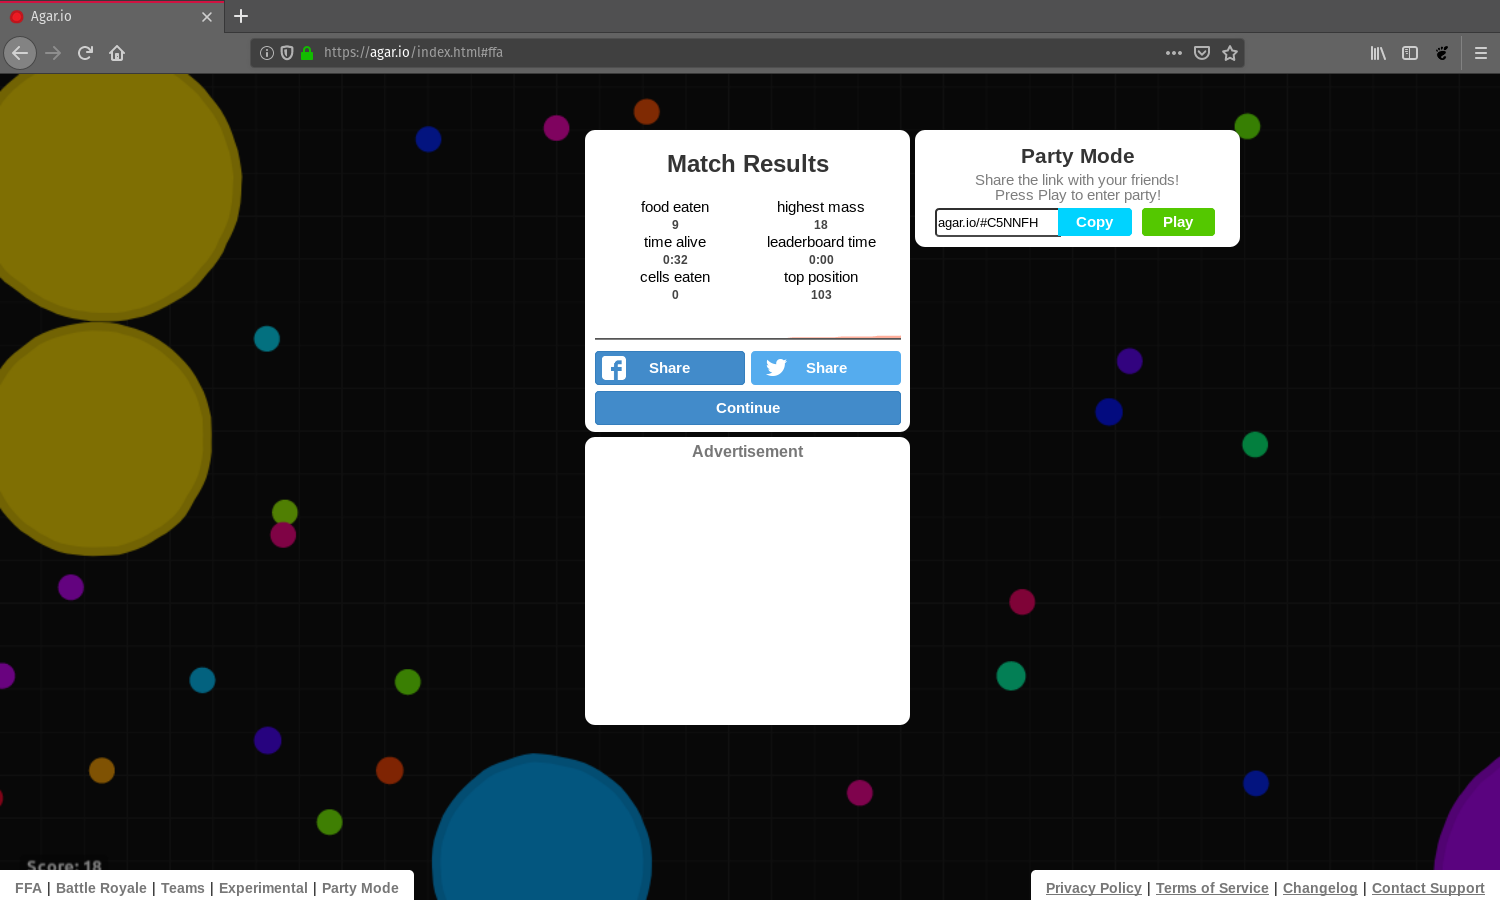 Agar.io
https://agar.io/index.html#ffa
Match Results
food eaten
9
highest mass
18
time alive
0:32
leaderboard time
0:00
cells eaten
0
top position
103
Share
Share
Continue
Advertisement
Party Mode
Share the link with your friends!
Press Play to enter party!
agar.io/#C5NNFH
Copy
Play
Score: 18
FFA | Battle Royale | Teams | Experimental | Party Mode
Privacy Policy | Terms of Service | Changelog | Contact Support